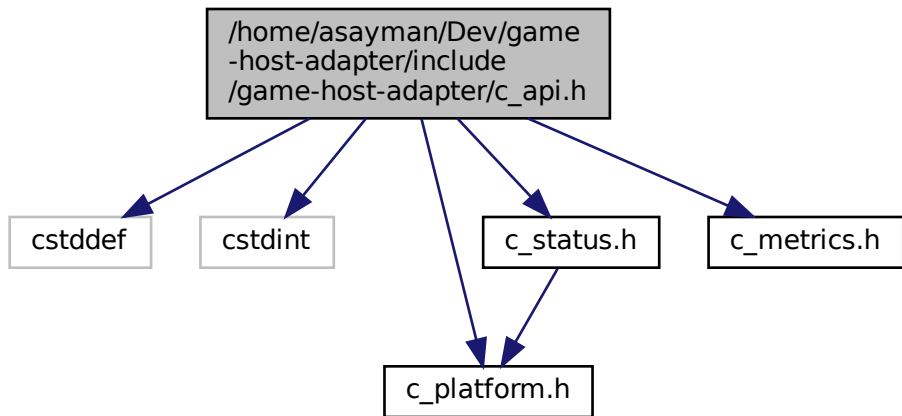 /home/asayman/Dev/game
-host-adapter/include
/game-host-adapter/c_api.h
cstddef
cstdint
c_status.h
c_metrics.h
c_platform.h